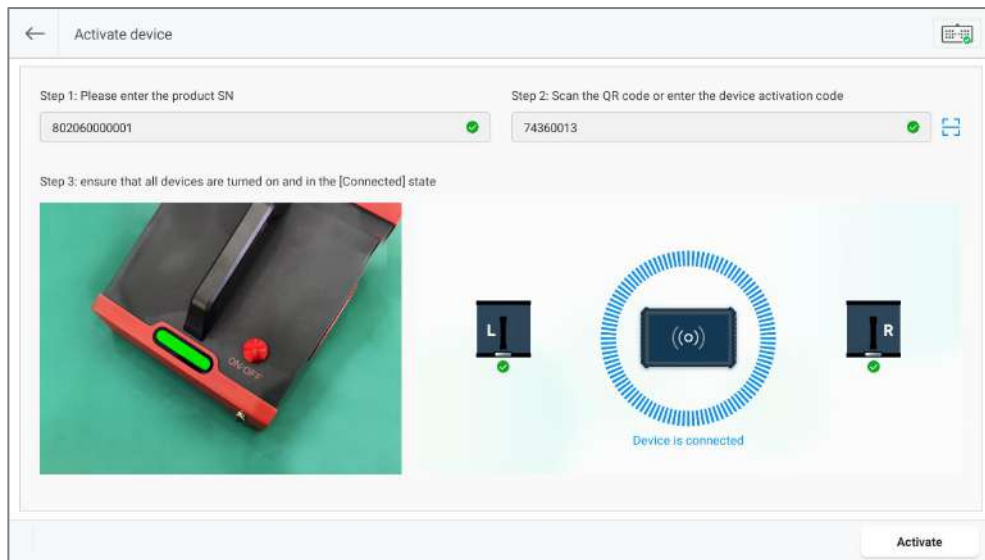 Activate device
Step 1: Please enter the product SN
802060000001
Step 2: Scan the QR code or enter the device activation code
74360013
Step 3: ensure that all devices are turned on and in the [Connected] state
ON/OFF
L
R
Device is connected
Activate